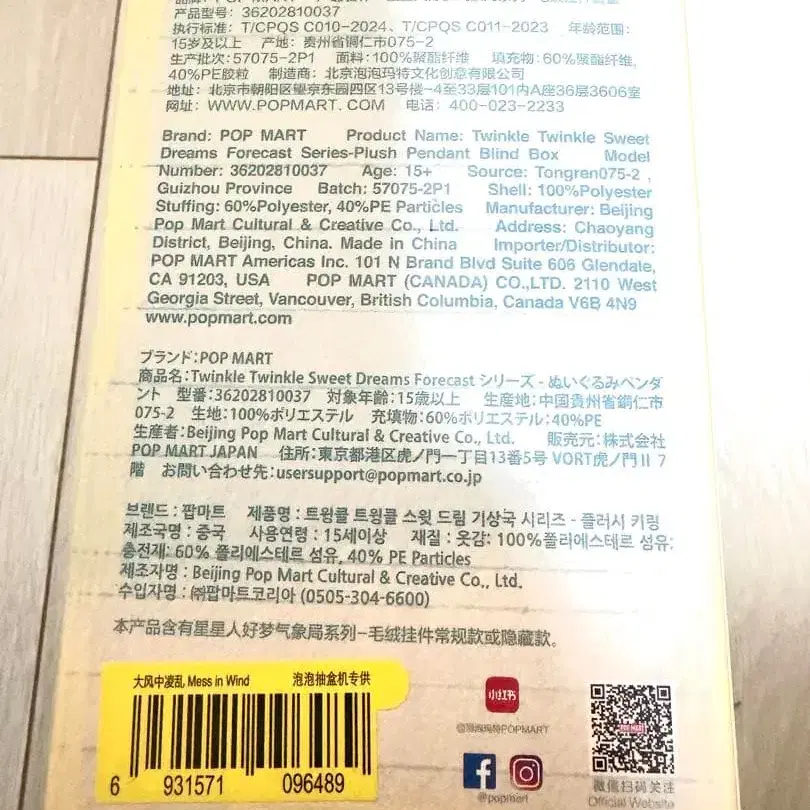 产品型号: 36202810037
执行标准: T/CPQS C010-2024、T/CPQS C011-2023 年龄范围:
15岁及以上 产地: 贵州省铜仁市075-2
生产批次: 57075-2P1 面料: 100%聚酯纤维 填充物: 60%聚酯纤维,
40%PE胶粒 制造商: 北京泡泡玛特文化创意有限公司
地址: 北京市朝阳区望京东园四区13号楼-4至33层101内A座36层3606室
网址: WWW.POPMART.COM 电话: 400-023-2233
Brand: POP MART Product Name: Twinkle Twinkle Sweet
Dreams Forecast Series-Plush Pendant Blind Box Model
Number: 36202810037 Age: 15+ Source: Tongren075-2 ,
Guizhou Province Batch: 57075-2P1 Shell: 100%Polyester
Stuffing: 60%Polyester, 40%PE Particles Manufacturer: Beijing
Pop Mart Cultural & Creative Co., Ltd. Address: Chaoyang
District, Beijing, China. Made in China Importer/Distributor:
POP MART Americas Inc. 101 N Brand Blvd Suite 606 Glendale,
CA 91203, USA POP MART (CANADA) CO.,LTD. 2110 West
Georgia Street, Vancouver, British Columbia, Canada V6B 4N9
www.popmart.com
ブランド:POP MART
商品名:Twinkle Twinkle Sweet Dreams Forecast シリーズ - ぬいぐるみペンダ
ント 型番:36202810037 対象年齢:15歳以上 生産地:中国貴州省銅仁市
075-2 生地:100%ポリエステル 充填物:60%ポリエステル:40%PE
生産者:Beijing Pop Mart Cultural & Creative Co., Ltd. 販売元:株式会社
POP MART JAPAN 住所:東京都港区虎ノ門一丁目13番5号 VORT虎ノ門II 7
階 お問い合わせ先:usersupport@popmart.co.jp
브랜드 : 팝마트 제품명 : 트윙클 트윙클 스윗 드림 기상국 시리즈 - 플러시 키링
제조국명 : 중국 사용연령 : 15세이상 재질 : 옷감: 100%폴리에스테르 섬유;
충전재: 60% 폴리에스테르 섬유, 40% PE Particles
제조자명 : Beijing Pop Mart Cultural & Creative Co., Ltd.
수입자명 : ㈜팝마트코리아 (0505-304-6600)
本产品含有星星人好梦气象局系列-毛绒挂件常规款或隐藏款。
大风中凌乱 Mess in Wind 泡泡抽盒机专供
6 931571 096489
小红书
@泡泡玛特POPMART
@popmart
POP MART
微信扫码关注
Official Website